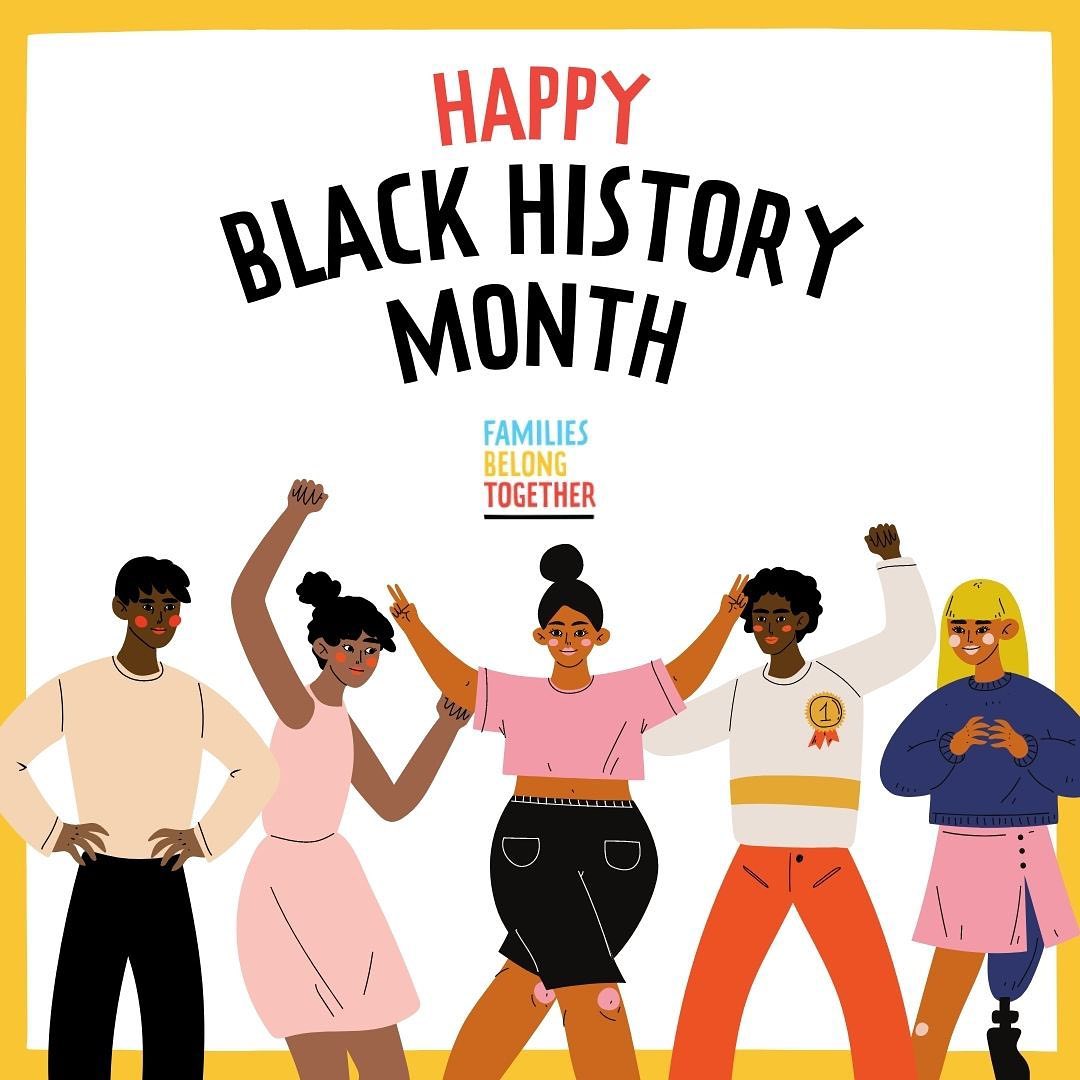 HAPPY
BLACK HISTORY
MONTH
FAMILIES
BELONG
TOGETHER
1